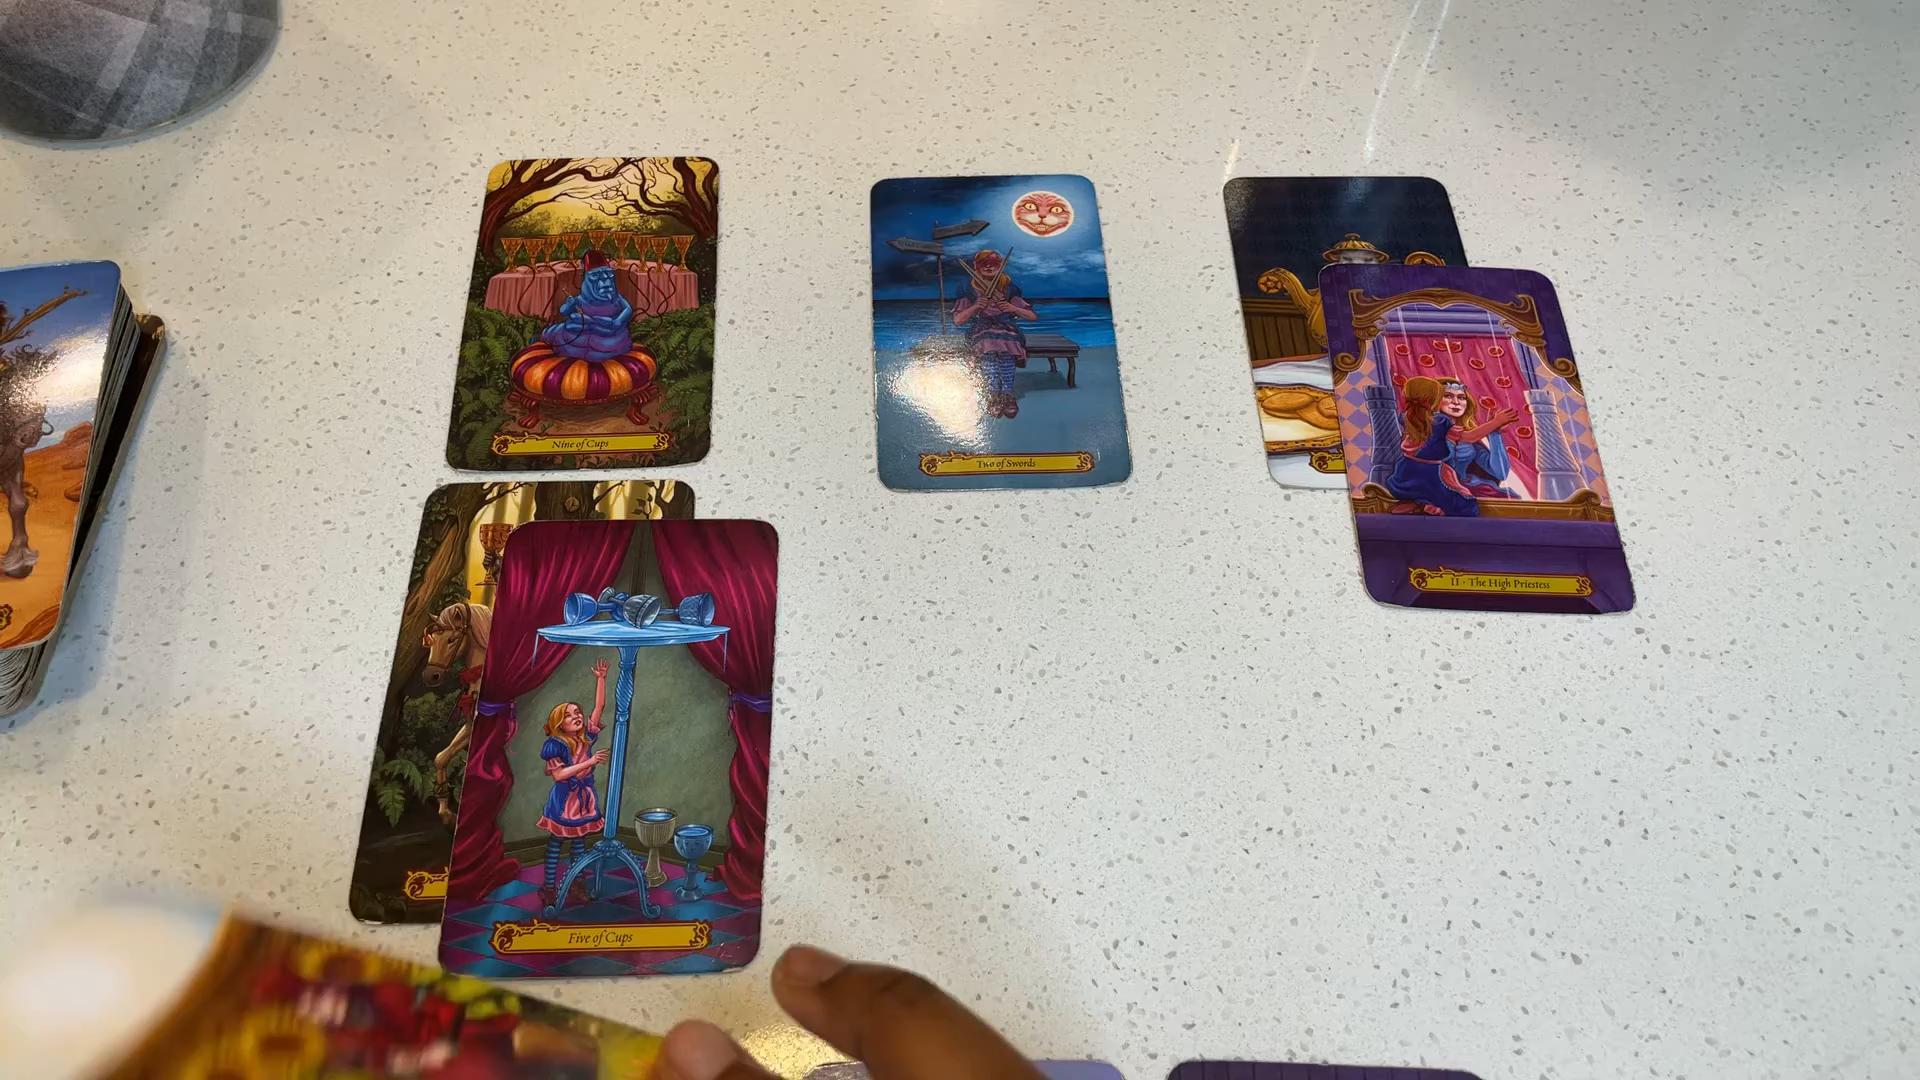 Nine of Cups
Two of Swords
II · The High Priestess
Five of Cups